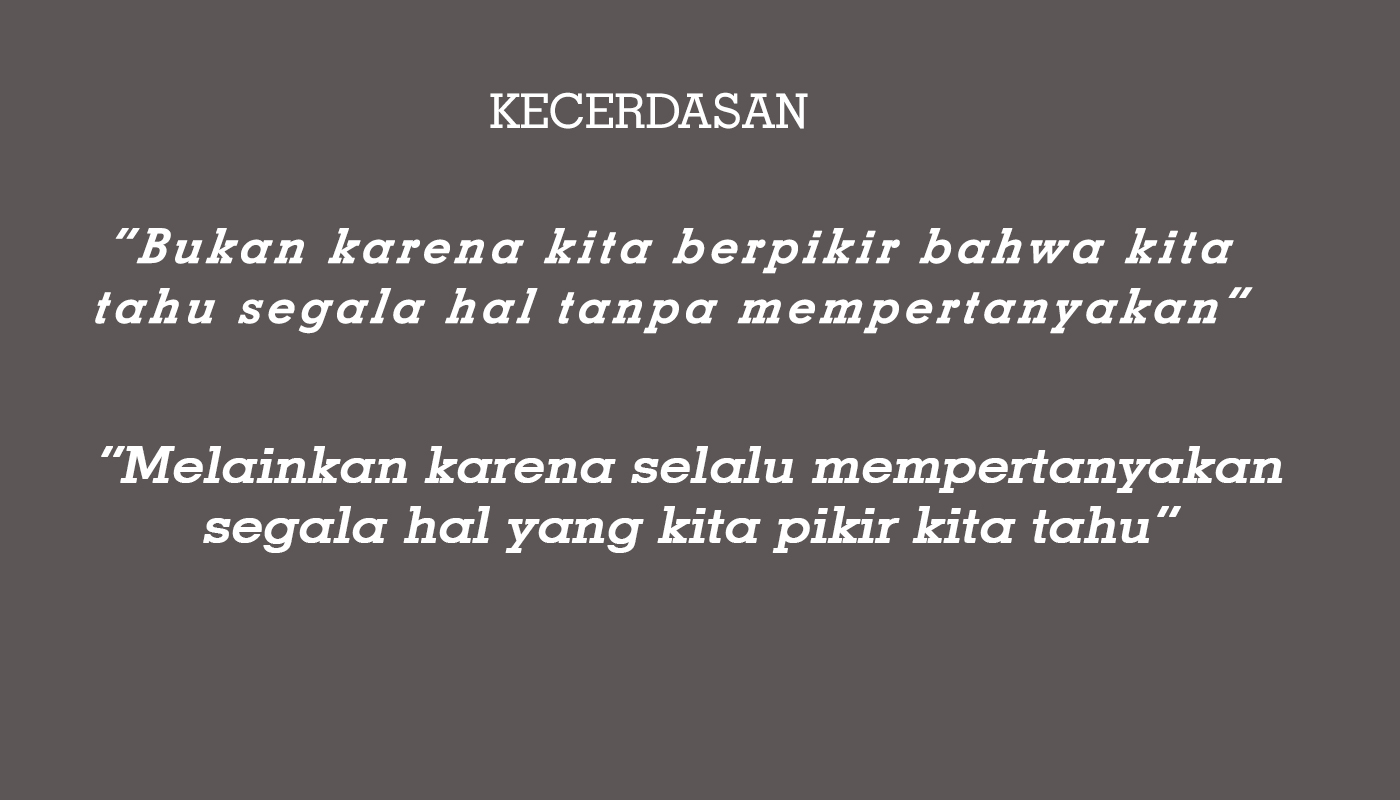 KECERDASAN
"Bukan karena kita berpikir bahwa kita
tahu segala hal tanpa mempertanyakan"
"Melainkan karena selalu mempertanyakan
segala hal yang kita pikir kita tahu"